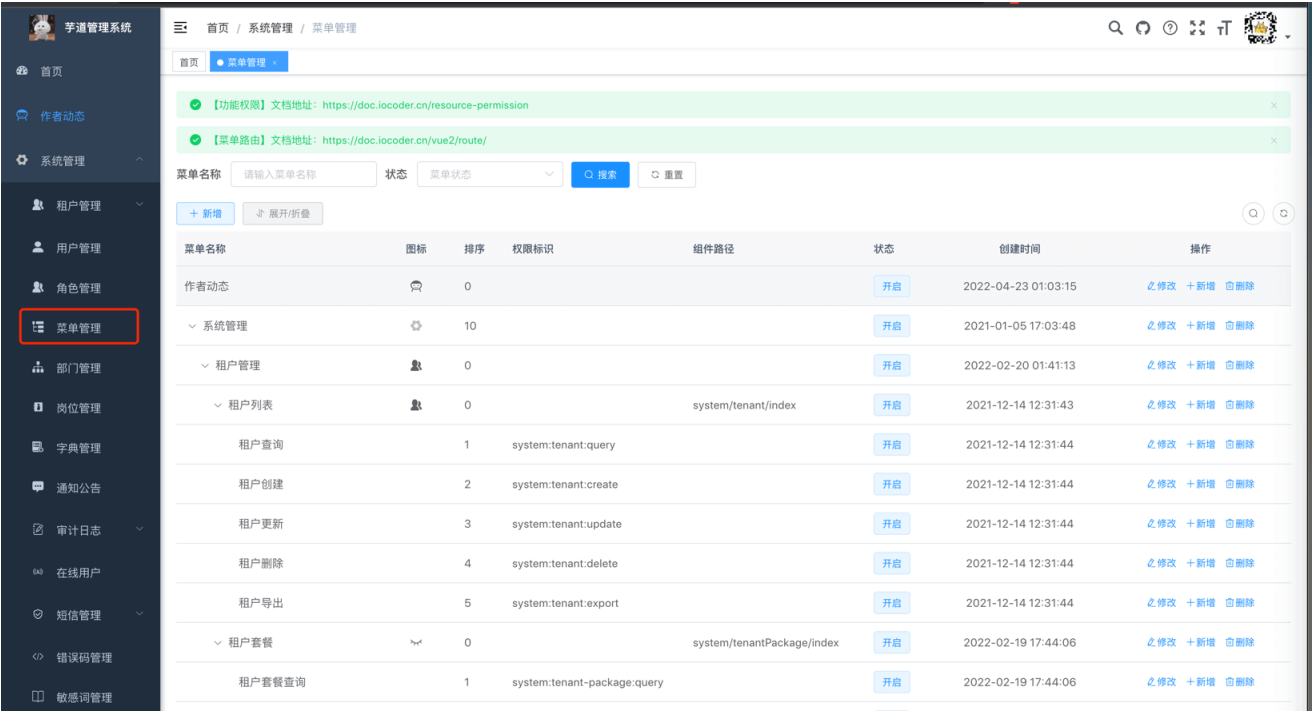 芋道管理系统
首页 / 系统管理 / 菜单管理
首页
菜单管理 ×
首页
作者动态
系统管理
租户管理
用户管理
角色管理
菜单管理
部门管理
岗位管理
字典管理
通知公告
审计日志
在线用户
短信管理
错误码管理
敏感词管理
【功能权限】文档地址：https://doc.iocoder.cn/resource-permission
【菜单路由】文档地址：https://doc.iocoder.cn/vue2/route/
菜单名称 请输入菜单名称 状态 菜单状态 搜索 重置
+ 新增 展开/折叠
菜单名称 图标 排序 权限标识 组件路径 状态 创建时间 操作
作者动态 0 开启 2022-04-23 01:03:15 修改 +新增 删除
系统管理 10 开启 2021-01-05 17:03:48 修改 +新增 删除
租户管理 0 开启 2022-02-20 01:41:13 修改 +新增 删除
租户列表 0 system/tenant/index 开启 2021-12-14 12:31:43 修改 +新增 删除
租户查询 1 system:tenant:query 开启 2021-12-14 12:31:44 修改 +新增 删除
租户创建 2 system:tenant:create 开启 2021-12-14 12:31:44 修改 +新增 删除
租户更新 3 system:tenant:update 开启 2021-12-14 12:31:44 修改 +新增 删除
租户删除 4 system:tenant:delete 开启 2021-12-14 12:31:44 修改 +新增 删除
租户导出 5 system:tenant:export 开启 2021-12-14 12:31:44 修改 +新增 删除
租户套餐 0 system/tenantPackage/index 开启 2022-02-19 17:44:06 修改 +新增 删除
租户套餐查询 1 system:tenant-package:query 开启 2022-02-19 17:44:06 修改 +新增 删除